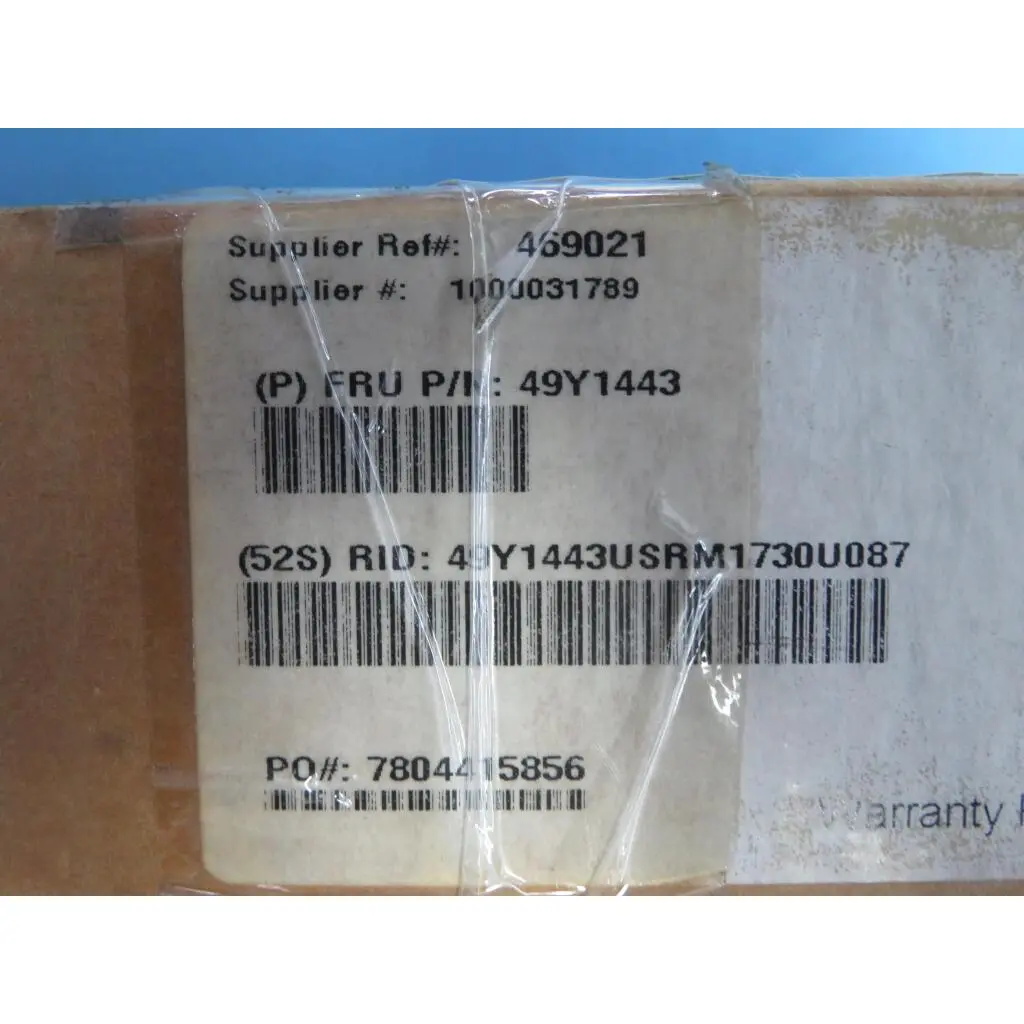 Supplier Ref#: 469021
Supplier #: 1000031789
(P) FRU P/N: 49Y1443
(52S) RID: 49Y1443USRM1730U087
PO#: 7804415856
Warranty